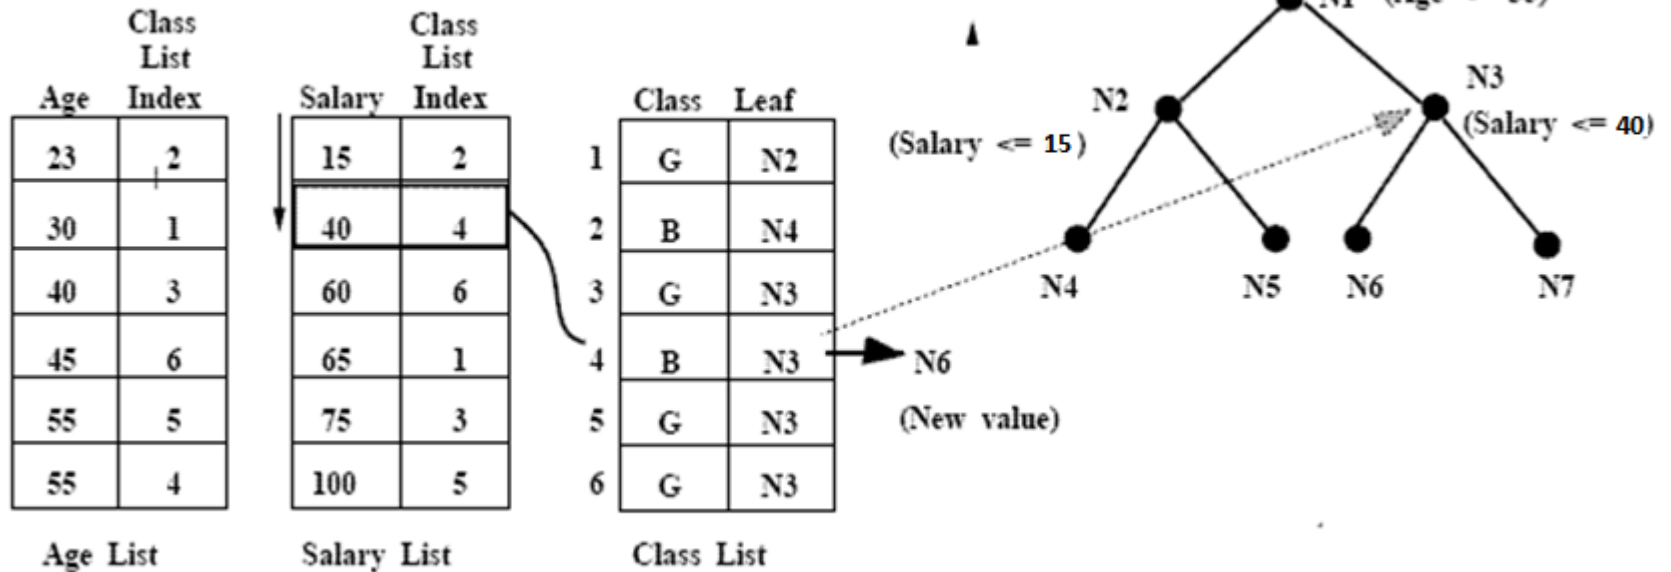 N1
Class List Index
Class List Index
Age
Salary
Class Leaf
23 2
30 1
40 3
45 6
55 5
55 4
Age List
15 2
40 4
60 6
65 1
75 3
100 5
Salary List
1 G N2
2 B N4
3 G N3
4 B N3
5 G N3
6 G N3
Class List
N6
(New value)
N2
(Salary <= 15)
N3
(Salary <= 40)
N4
N5
N6
N7